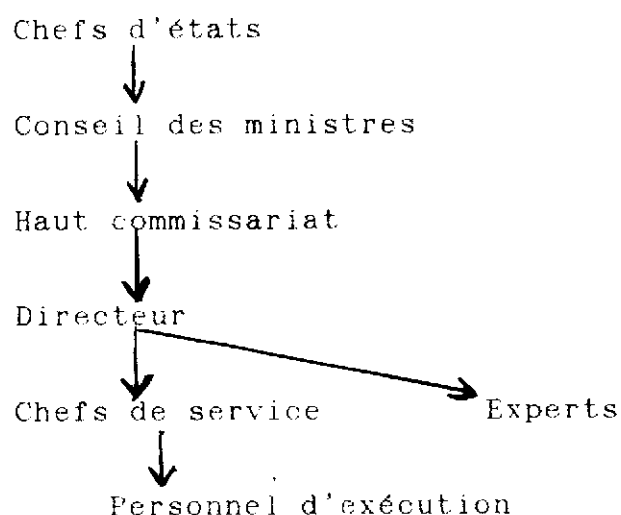 Chefs d'états
Conseil des ministres
Haut commissariat
Directeur
Chefs de service Experts
Personnel d'exécution